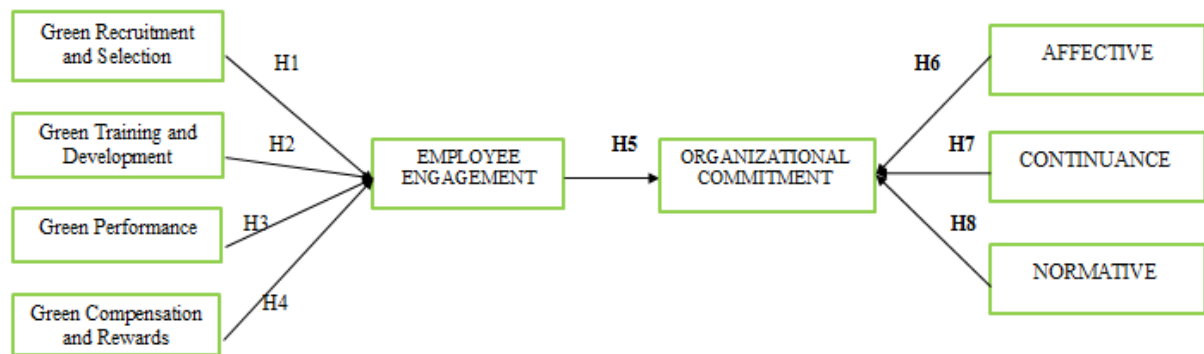 Green Recruitment
and Selection
H1
Green Training and
Development
H2
Green Performance
H3
Green Compensation
and Rewards
H4
EMPLOYEE
ENGAGEMENT
H5
ORGANIZATIONAL
COMMITMENT
H6
AFFECTIVE
H7
CONTINUANCE
H8
NORMATIVE